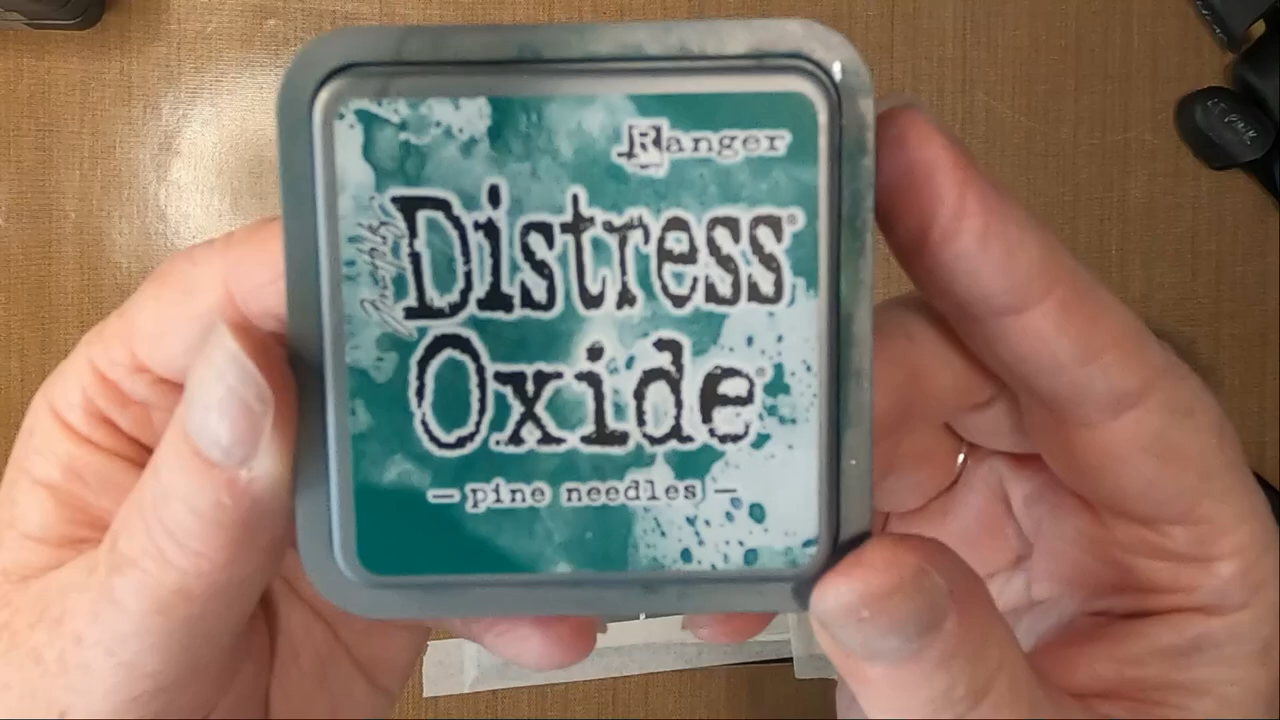 Ranger
Distress®
Oxide®
– pine needles –